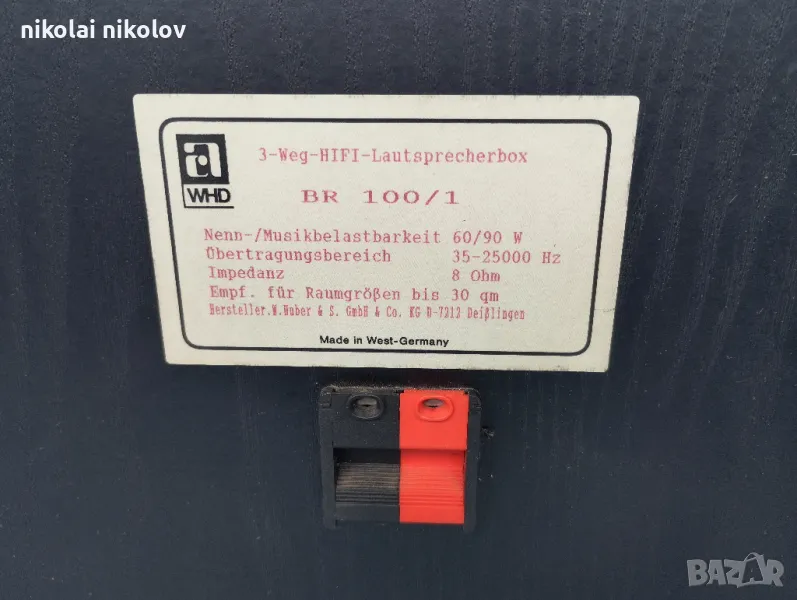 nikolai nikolov
WHD
3-Weg-HIFI-Lautsprecherbox
BR 100/1
Nenn-/Musikbelastbarkeit 60/90 W
Übertragungsbereich 35-25000 Hz
Impedanz 8 Ohm
Empf. für Raumgrößen bis 30 qm
Hersteller.W.Huber & S. GmbH & Co. KG D-7212 Deißlingen
Made in West-Germany
BAZAR